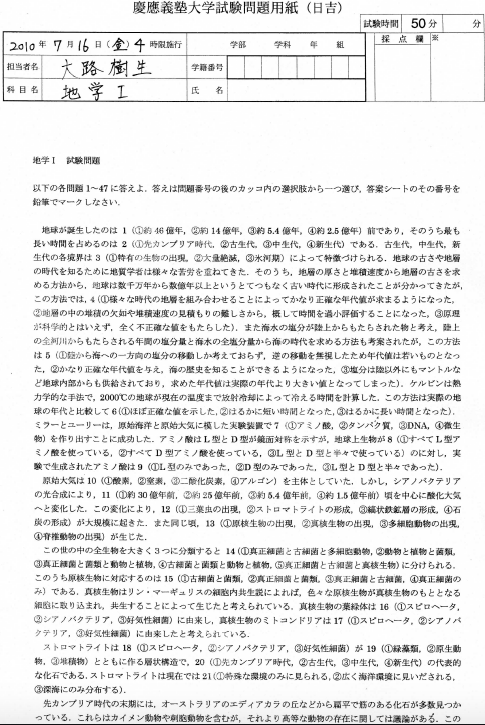 慶應義塾大学試験問題用紙（日吉）
試験時間 50分 分
2010年 7月 16日（金）4時限施行 学部 学科 年 組 採点欄 ※
担当者名 大路樹生 学籍番号
科目名 地学Ⅰ 氏名
地学Ⅰ 試験問題
以下の各問題 1～47 に答えよ．答えは問題番号の後のカッコ内の選択肢から一つ選び，答案シートのその番号を
鉛筆でマークしなさい．
地球が誕生したのは 1（①約 46 億年，②約 14 億年，③約 5.4 億年，④約 2.5 億年）前であり，そのうち最も
長い時間を占めるのは 2（①先カンブリア時代，②古生代，③中生代，④新生代）である．古生代，中生代，新
生代の各境界は 3（①特有の生物の出現，②大量絶滅，③氷河期）によって特徴づけられる．地球の古さや地層
の時代を知るために地質学者は様々な苦労を重ねてきた．そのうち，地層の厚さと堆積速度から地層の古さを求
める方法から，地球は数千万年から数億年以上というとてつもなく古い時代に形成されたことが分かってきたが，
この方法では，4（①様々な時代の地層を組み合わせることによってかなり正確な年代値が求まるようになった，
②地層の中の堆積の欠如や堆積速度の見積もりの難しさから，概して時間を過小評価することになった，③原理
が科学的とはいえず，全く不正確な値をもたらした）．また海水の塩分が陸上からもたらされた物と考え，陸上
の全河川からもたらされる年間の塩分量と海水の全塩分量から海の時代を求める方法も考案されたが，この方法
は 5（①陸から海への一方向の塩分の移動しか考えておらず，逆の移動を無視したため年代値は若いものとなっ
た，②かなり正確な年代値を与え，海の歴史を知ることができるようになった，③塩分は陸以外にもマントルな
ど地球内部からも供給されており，求めた年代値は実際の年代より大きい値となってしまった）．ケルビンは熱
力学的な手法で，2000℃の地球が現在の温度まで放射冷却によって冷える時間を計算した．この方法は実際の地
球の年代と比較して 6（①ほぼ正確な値を示した，②はるかに短い時間となった，③はるかに長い時間となった）．
ミラーとユーリーは，原始海洋と原始大気に模した実験装置で 7（①アミノ酸，②タンパク質，③DNA，④微生
物）を作り出すことに成功した．アミノ酸は L 型と D 型が鏡面対称を示すが，地球上生物が 8（①すべて L 型ア
ミノ酸を使っている，②すべて D 型アミノ酸を使っている，③L 型と D 型と半々で使っている）のに対し，実
験で生成されたアミノ酸は 9（①L 型のみであった，②D 型のみであった，③L 型と D 型と半々であった）．
原始大気は 10（①酸素，②窒素，③二酸化炭素，④アルゴン）を主体としていた．しかし，シアノバクテリア
の光合成により，11（①約 30 億年前，②約 25 億年前，③約 5.4 億年前，④約 1.5 億年前）頃を中心に酸化大気
へと変化した．この変化により，12（①三葉虫の出現，②ストロマトライトの形成，③縞状鉄鉱層の形成，④石
炭の形成）が大規模に起きた．また同じ頃，13（①原核生物の出現，②真核生物の出現，③多細胞動物の出現，
④脊椎動物の出現）が生じた．
この世の中の全生物を大きく３つに分類すると 14（①真正細菌と古細菌と多細胞動物，②動物と植物と菌類，
③真正細菌と菌類と動物と植物，④古細菌と菌類と動物と植物，⑤真正細菌と古細菌と真核生物）に分けられる．
このうち原核生物に対応するのは 15（①古細菌と菌類，②真正細菌と菌類，③真正細菌と古細菌，④真正細菌の
み）である．真核生物はリン・マーギュリスの細胞内共生説によれば，色々な原核生物が真核生物のもととなる
細胞に取り込まれ，共生することによって生じたと考えられている．真核生物の葉緑体は 16（①スピロヘータ，
②シアノバクテリア，③好気性細菌）に由来し，真核生物のミトコンドリアは 17（①スピロヘータ，②シアノバ
クテリア，③好気性細菌）に由来したと考えられている．
ストロマトライトは 18（①スピロヘータ，②シアノバクテリア，③好気性細菌）が 19（①緑藻類，②原生動
物，③堆積物）とともに作る層状構造で，20（①先カンブリア時代，②古生代，③中生代，④新生代）の代表的
な化石である．ストロマトライトは現在では 21（①特殊な環境のみに見られる，②広く海洋環境に見いだされる，
③深海にのみ分布する）．
先カンブリア時代の末期には，オーストラリアのエディアカラの丘などから扁平で筋のある化石が多数見つか
っている．これらはカイメン動物や刺胞動物を含むが，それより高等な動物の存在に関しては議論がある．この